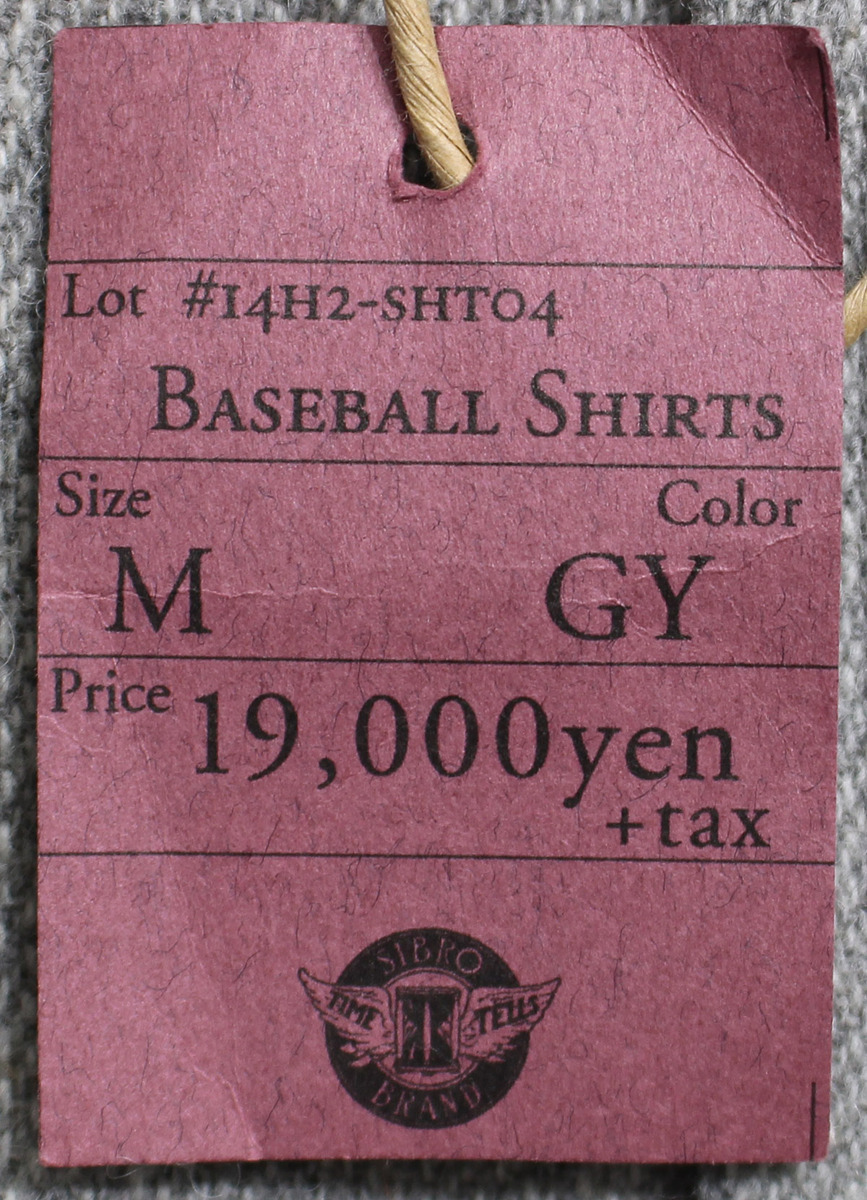 Lot #14H2-SHT04
BASEBALL SHIRTS
Size Color
M GY
Price 19,000yen
+tax
SIBRO
TIME TELLS
BRAND